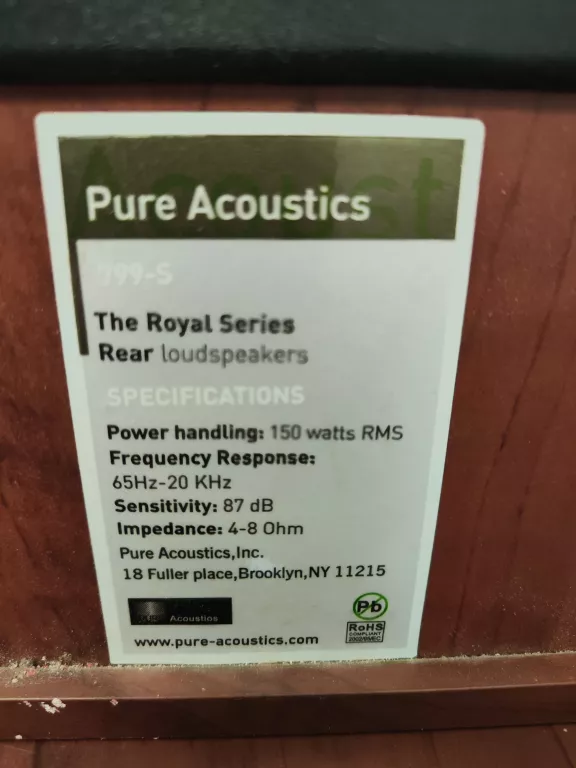 Pure Acoustics
The Royal Series
Rear loudspeakers
SPECIFICATIONS
Power handling: 150 watts RMS
Frequency Response:
65Hz-20 KHz
Sensitivity: 87 dB
Impedance: 4-8 Ohm
Pure Acoustics,Inc.
18 Fuller place,Brooklyn,NY 11215
Acoustics
Pb
RoHS
COMPLIANT
www.pure-acoustics.com